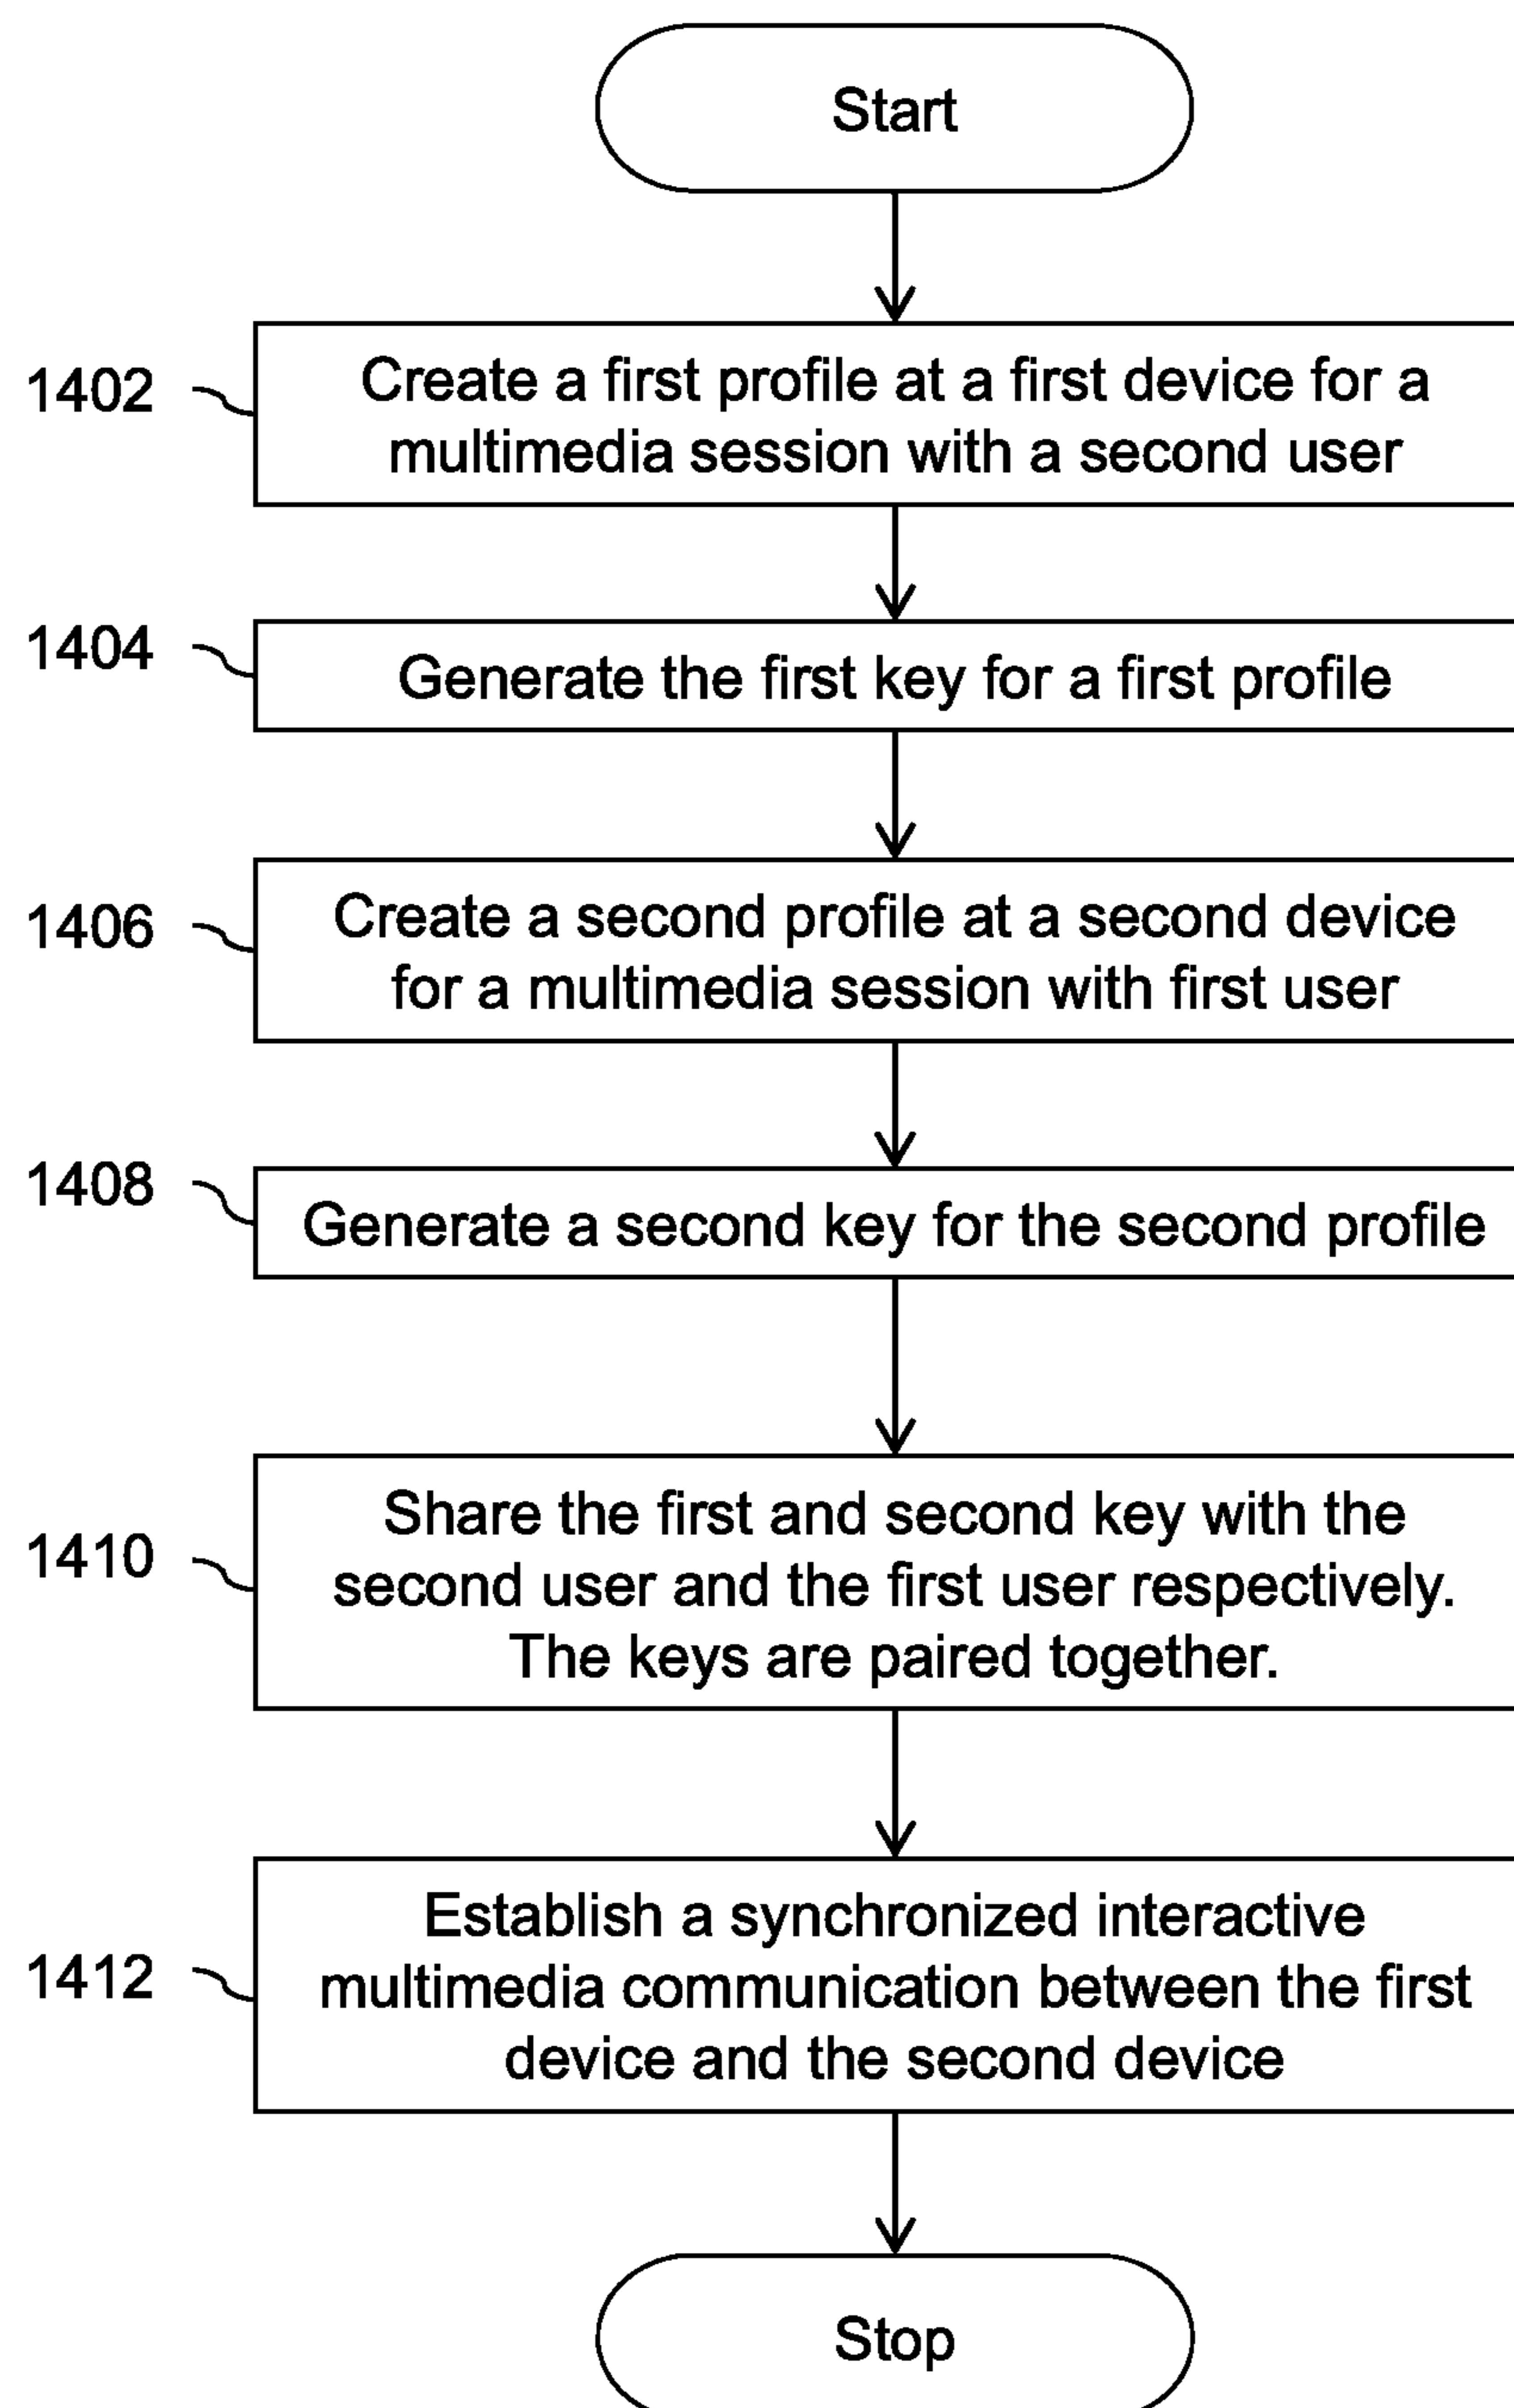 Start
1402
Create a first profile at a first device for a
multimedia session with a second user
1404
Generate the first key for a first profile
1406
Create a second profile at a second device
for a multimedia session with first user
1408
Generate a second key for the second profile
1410
Share the first and second key with the
second user and the first user respectively.
The keys are paired together.
1412
Establish a synchronized interactive
multimedia communication between the first
device and the second device
Stop